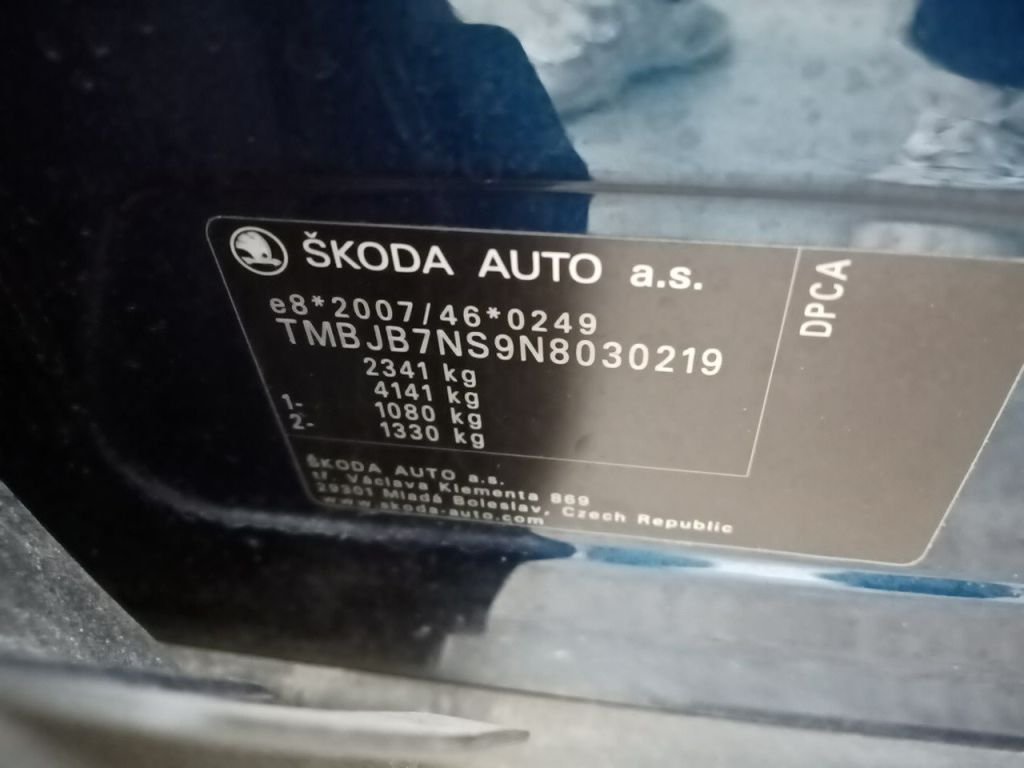 ŠKODA AUTO a.s.
DPCA
e8*2007/46*0249
TMBJB7NS9N8030219
2341 kg
4141 kg
1- 1080 kg
2- 1330 kg
ŠKODA AUTO a.s.
tř. Václava Klementa 869
29301 Mladá Boleslav, Czech Republic
www.skoda-auto.com